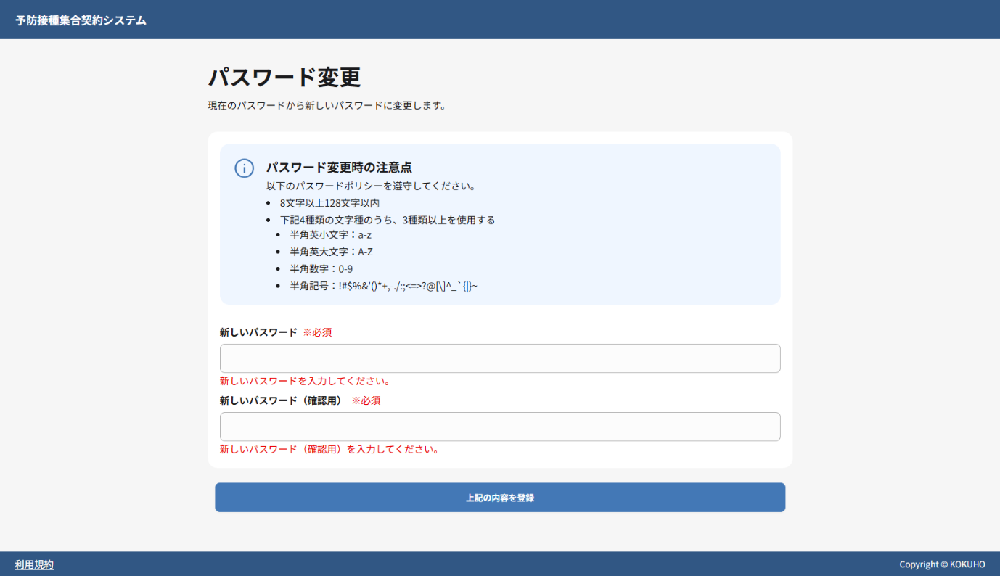 予防接種集合契約システム
パスワード変更
現在のパスワードから新しいパスワードに変更します。
パスワード変更時の注意点
以下のパスワードポリシーを遵守してください。
• 8文字以上128文字以内
• 下記4種類の文字種のうち、3種類以上を使用する
• 半角英小文字：a-z
• 半角英大文字：A-Z
• 半角数字：0-9
• 半角記号：!#$%&'()*+,-./:;<=>?@[\]^_`{|}~
新しいパスワード ※必須
新しいパスワードを入力してください。
新しいパスワード（確認用） ※必須
新しいパスワード（確認用）を入力してください。
上記の内容を登録
利用規約
Copyright © KOKUHO